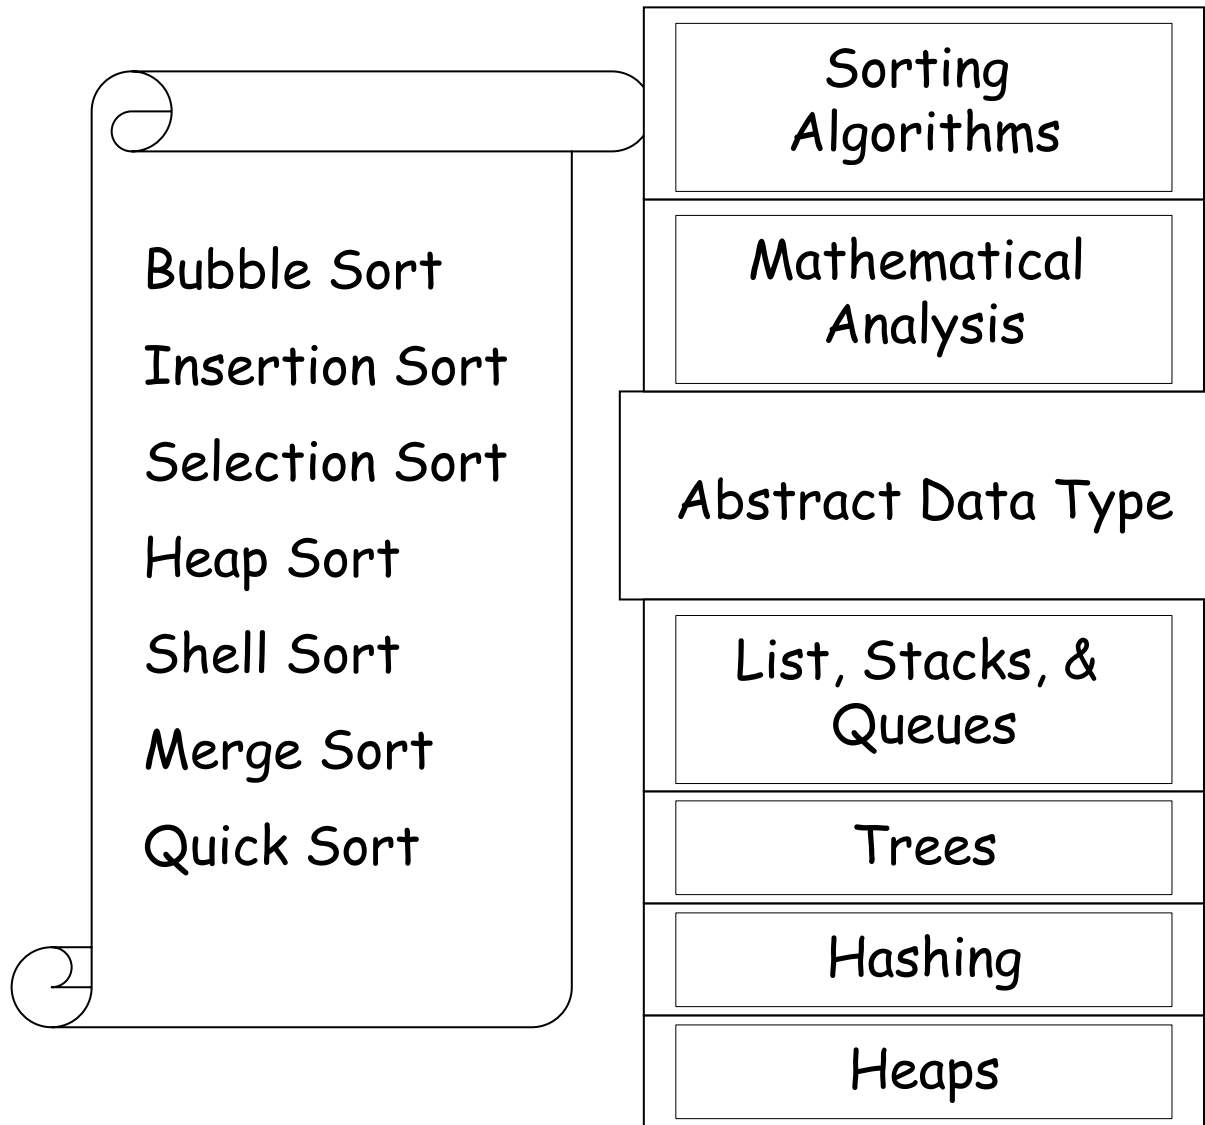 Bubble Sort
Insertion Sort
Selection Sort
Heap Sort
Shell Sort
Merge Sort
Quick Sort
Sorting
Algorithms
Mathematical
Analysis
Abstract Data Type
List, Stacks, &
Queues
Trees
Hashing
Heaps